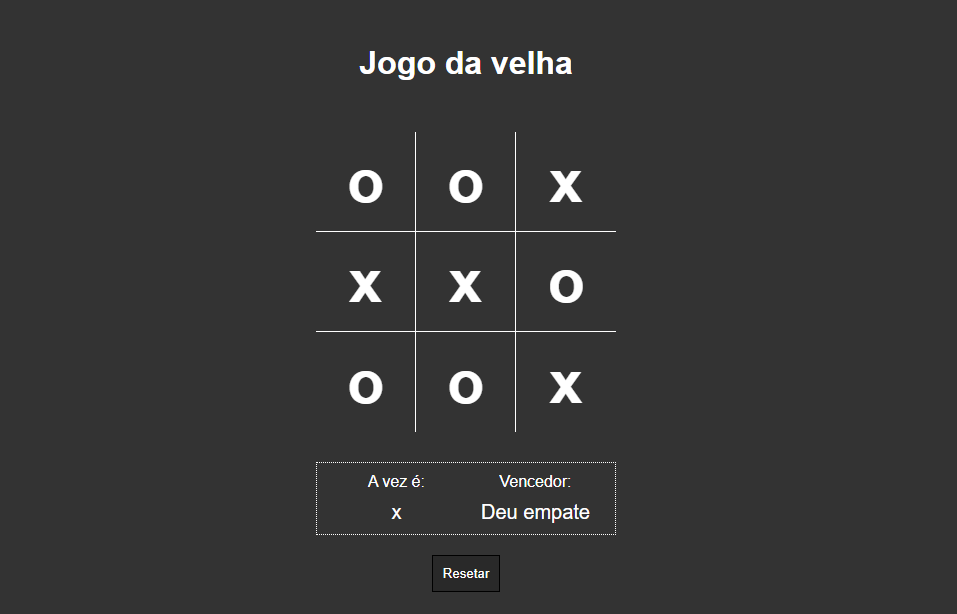 Jogo da velha
o o x
x x o
o o x
A vez é: Vencedor:
x Deu empate
Resetar